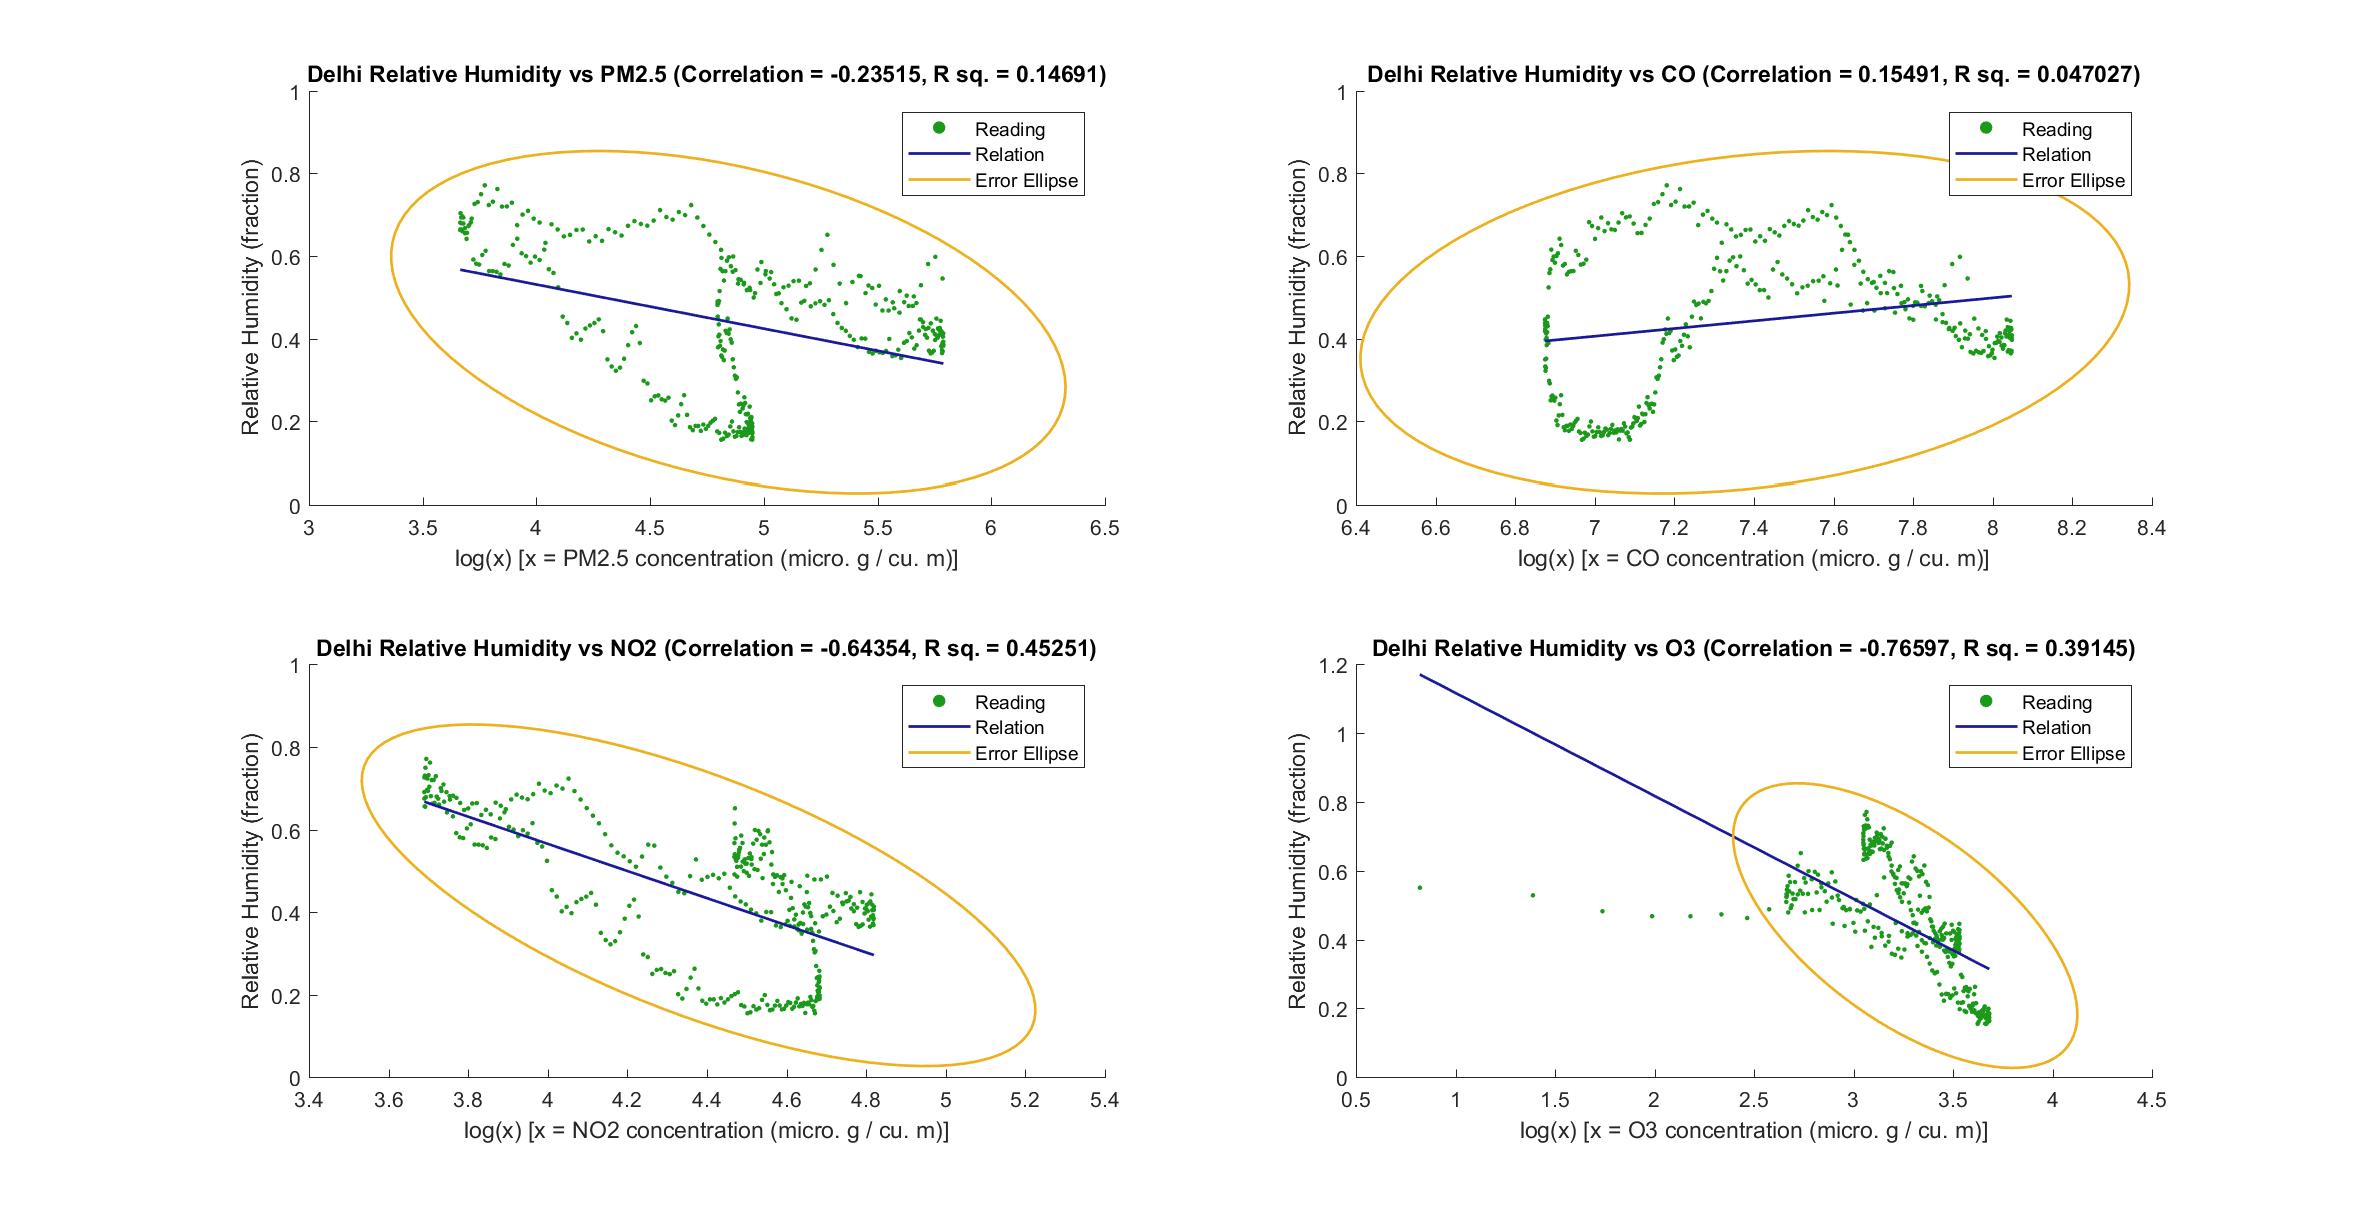 Delhi Relative Humidity vs PM2.5 (Correlation = -0.23515, R sq. = 0.14691)
1
0.8
0.6
0.4
0.2
0
Relative Humidity (fraction)
Reading
Relation
Error Ellipse
3 3.5 4 4.5 5 5.5 6 6.5
log(x) [x = PM2.5 concentration (micro. g / cu. m)]
Delhi Relative Humidity vs CO (Correlation = 0.15491, R sq. = 0.047027)
1
0.8
0.6
0.4
0.2
0
Relative Humidity (fraction)
Reading
Relation
Error Ellipse
6.4 6.6 6.8 7 7.2 7.4 7.6 7.8 8 8.2 8.4
log(x) [x = CO concentration (micro. g / cu. m)]
Delhi Relative Humidity vs NO2 (Correlation = -0.64354, R sq. = 0.45251)
1
0.8
0.6
0.4
0.2
0
Relative Humidity (fraction)
Reading
Relation
Error Ellipse
3.4 3.6 3.8 4 4.2 4.4 4.6 4.8 5 5.2 5.4
log(x) [x = NO2 concentration (micro. g / cu. m)]
Delhi Relative Humidity vs O3 (Correlation = -0.76597, R sq. = 0.39145)
1.2
1
0.8
0.6
0.4
0.2
0
Relative Humidity (fraction)
Reading
Relation
Error Ellipse
0.5 1 1.5 2 2.5 3 3.5 4 4.5
log(x) [x = O3 concentration (micro. g / cu. m)]